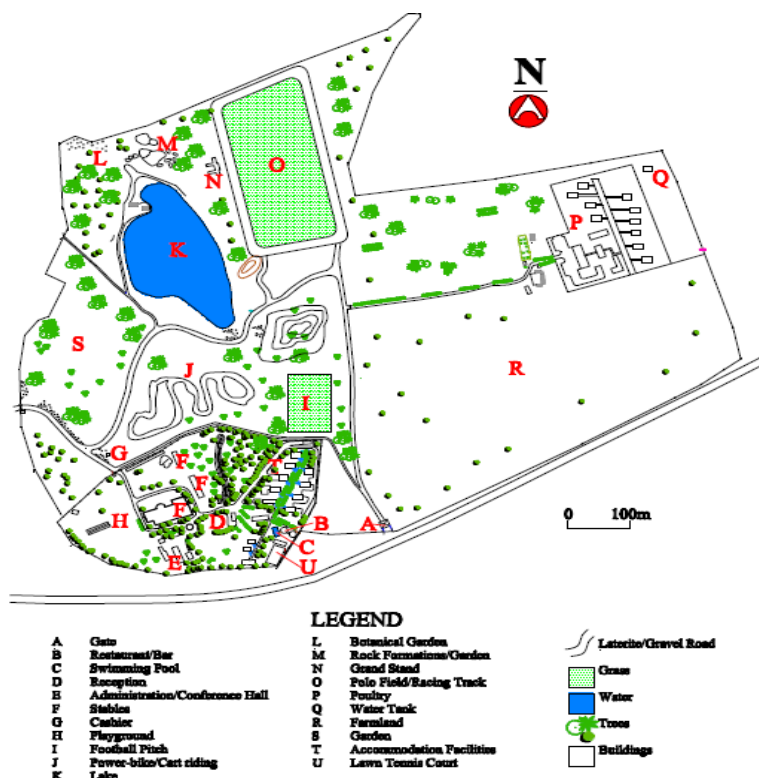 N
M
L
N
O
Q
P
K
S
J
R
I
G
F
T
F
F
H
D
B
A
C
E
U
0 100m
LEGEND
A Gate
B Restaurant/Bar
C Swimming Pool
D Reception
E Administration/Conference Hall
F Stables
G Cashier
H Playground
I Football Pitch
J Power-bike/Cart riding
K Lake
L Botanical Garden
M Rock Formations/Garden
N Grand Stand
O Polo Field/Racing Track
P Poultry
Q Water Tank
R Farmland
S Garden
T Accommodation Facilities
U Lawn Tennis Court
Laterite/Gravel Road
Grass
Water
Trees
Buildings